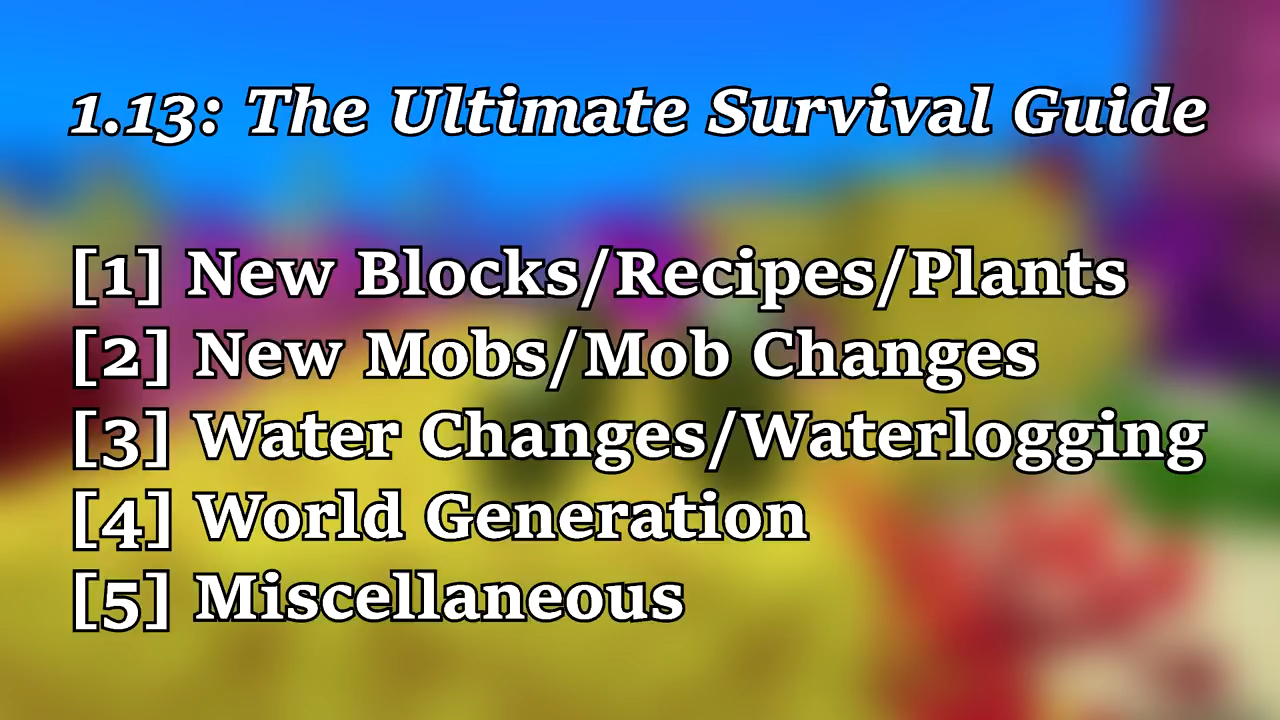 1.13: The Ultimate Survival Guide
[1] New Blocks/Recipes/Plants
[2] New Mobs/Mob Changes
[3] Water Changes/Waterlogging
[4] World Generation
[5] Miscellaneous